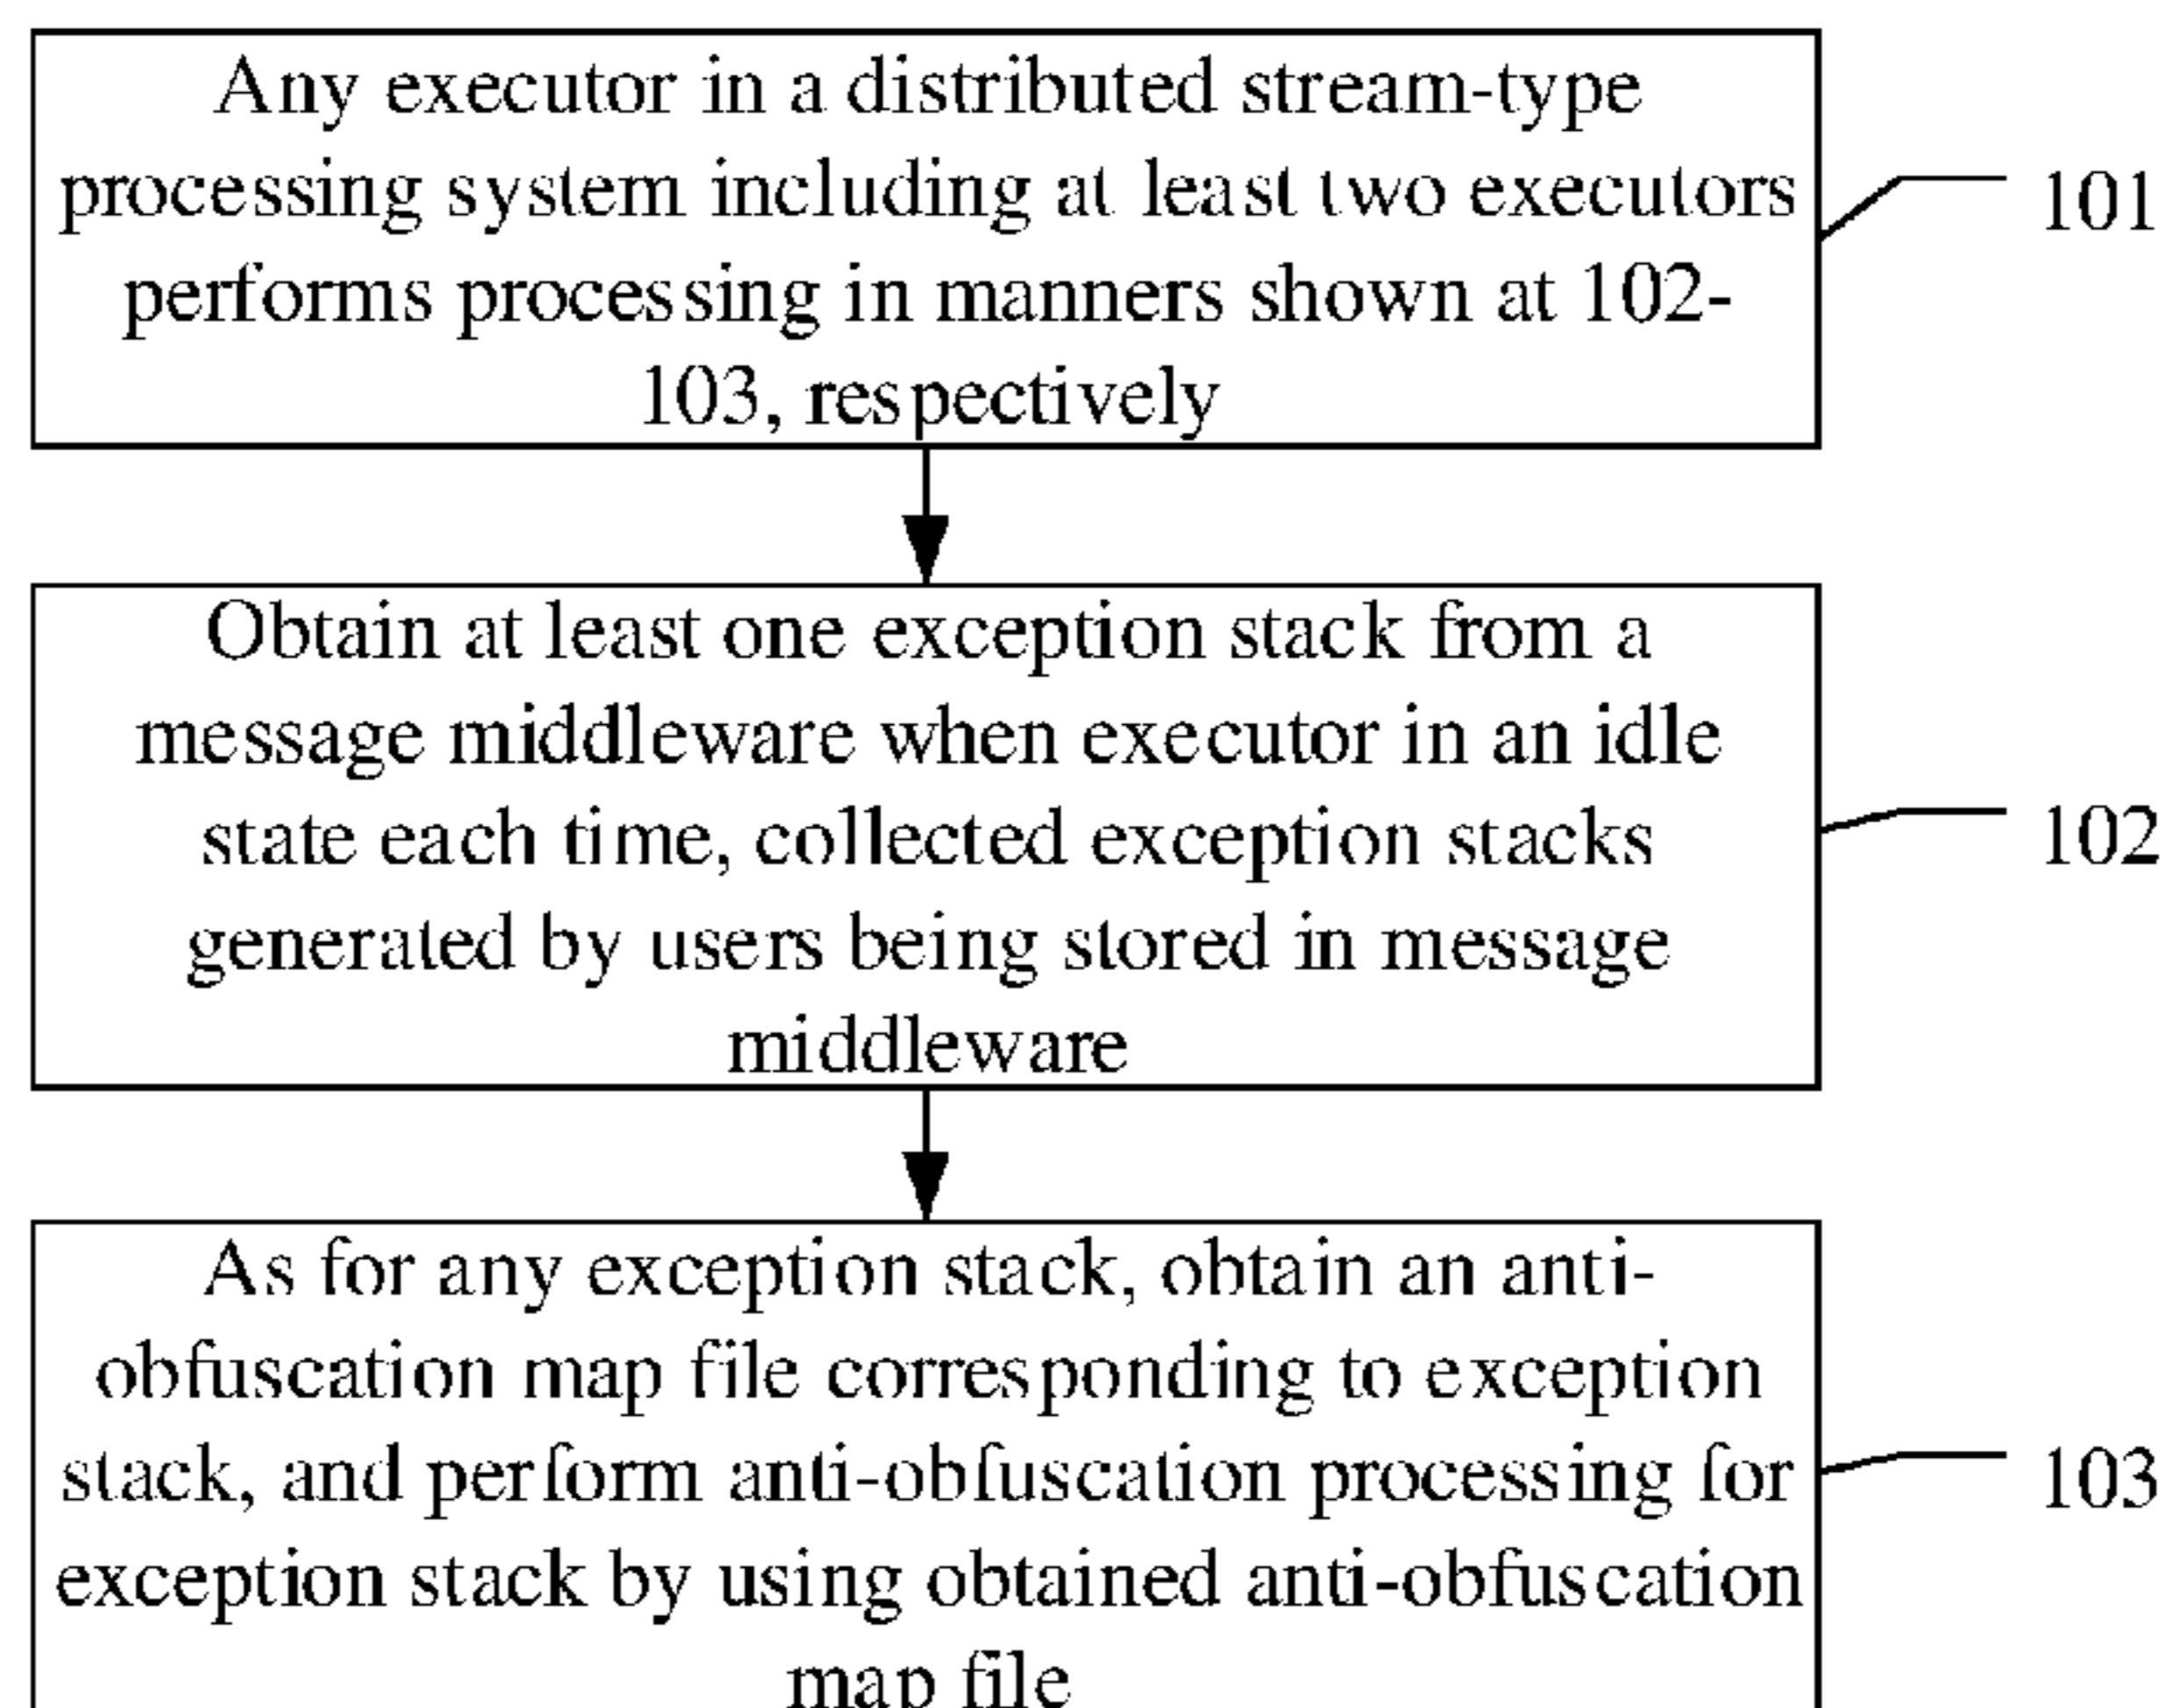 Any executor in a distributed stream-type
processing system including at least two executors
performs processing in manners shown at 102-
103, respectively
101
Obtain at least one exception stack from a
message middleware when executor in an idle
state each time, collected exception stacks
generated by users being stored in message
middleware
102
As for any exception stack, obtain an anti-
obfuscation map file corresponding to exception
stack, and perform anti-obfuscation processing for
exception stack by using obtained anti-obfuscation
map file
103